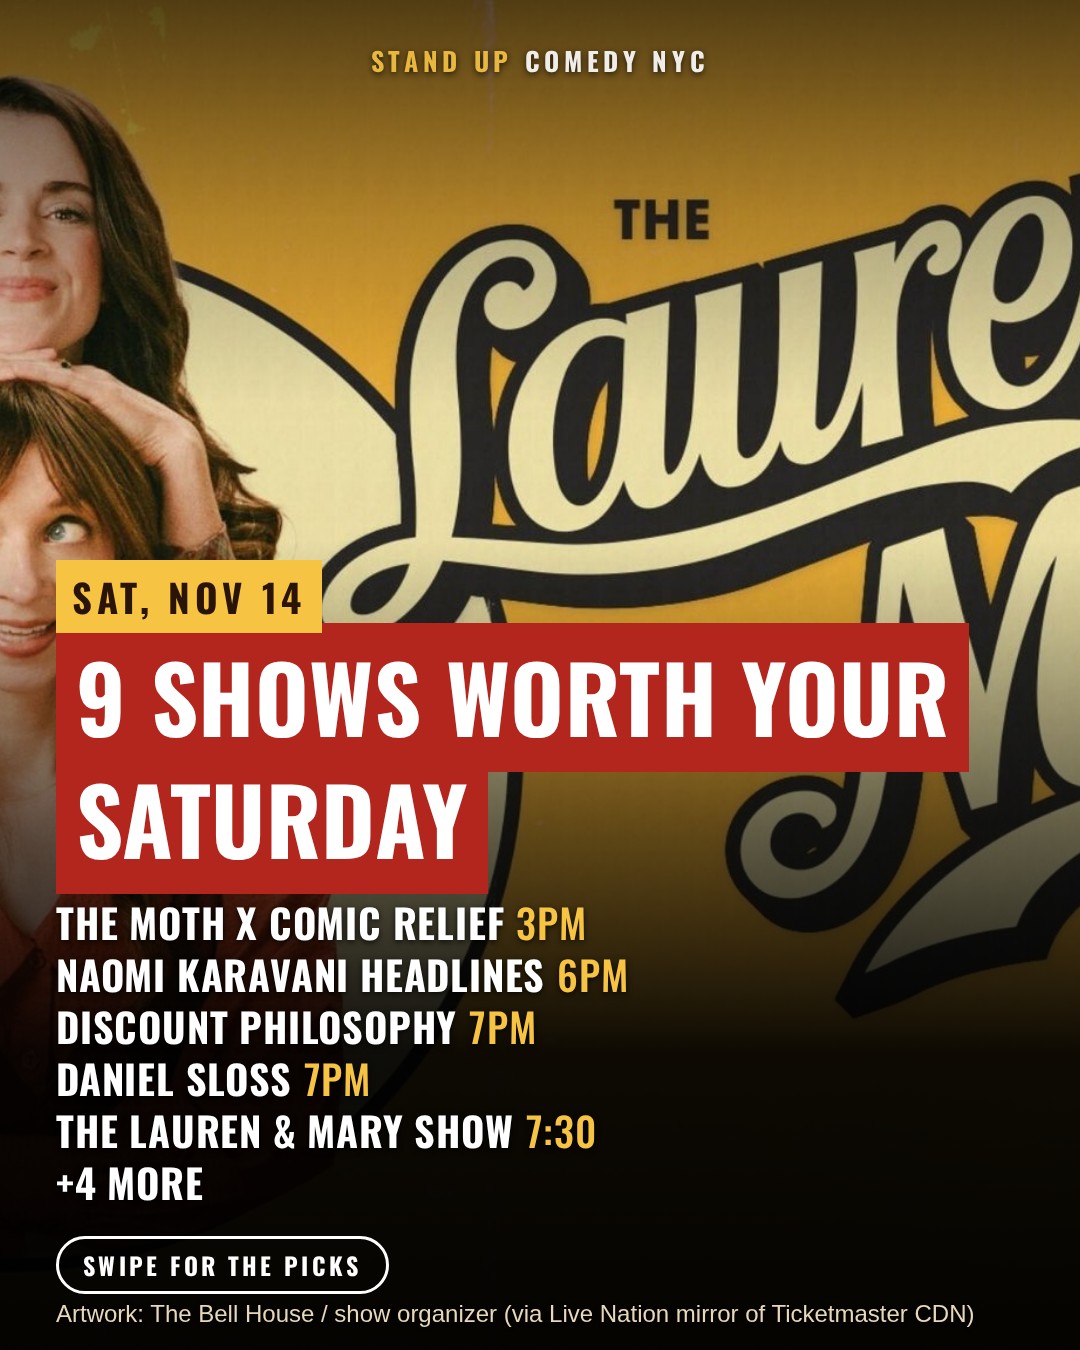 STAND UP COMEDY NYC
THE
Laure
M
SAT, NOV 14
9 SHOWS WORTH YOUR
SATURDAY
THE MOTH X COMIC RELIEF 3PM
NAOMI KARAVANI HEADLINES 6PM
DISCOUNT PHILOSOPHY 7PM
DANIEL SLOSS 7PM
THE LAUREN & MARY SHOW 7:30
+4 MORE
SWIPE FOR THE PICKS
Artwork: The Bell House / show organizer (via Live Nation mirror of Ticketmaster CDN)